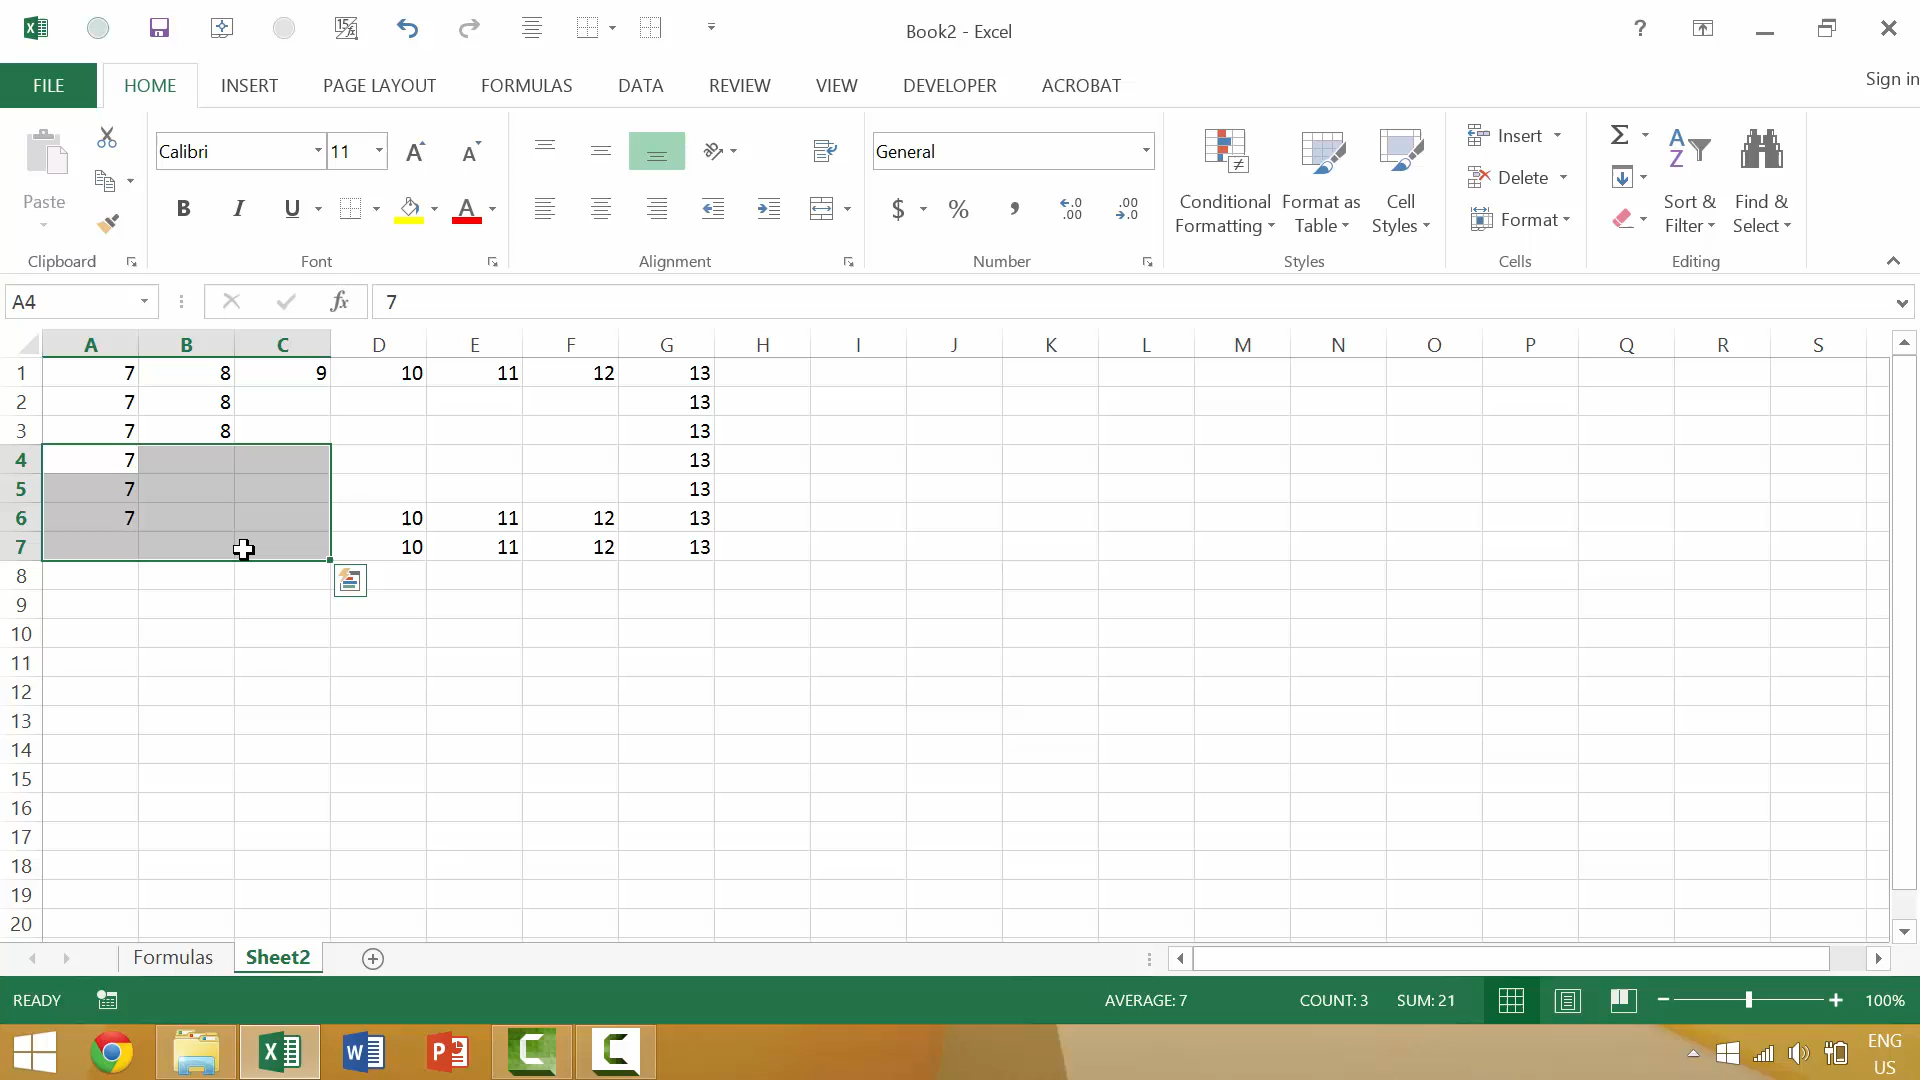 Book2 - Excel
?
FILE HOME INSERT PAGE LAYOUT FORMULAS DATA REVIEW VIEW DEVELOPER ACROBAT Sign in
Paste
Clipboard
Calibri 11
B I U
Font
Alignment
General
$ % ,
Number
Conditional Formatting
Format as Table
Cell Styles
Styles
Insert
Delete
Format
Cells
Sort & Filter
Find & Select
Editing
A4 fx 7
A B C D E F G H I J K L M N O P Q R S
1 7 8 9 10 11 12 13
2 7 8 13
3 7 8 13
4 7 13
5 7 13
6 7 10 11 12 13
7 10 11 12 13
8
9
10
11
12
13
14
15
16
17
18
19
20
Formulas Sheet2
READY AVERAGE: 7 COUNT: 3 SUM: 21 100%
ENG
US